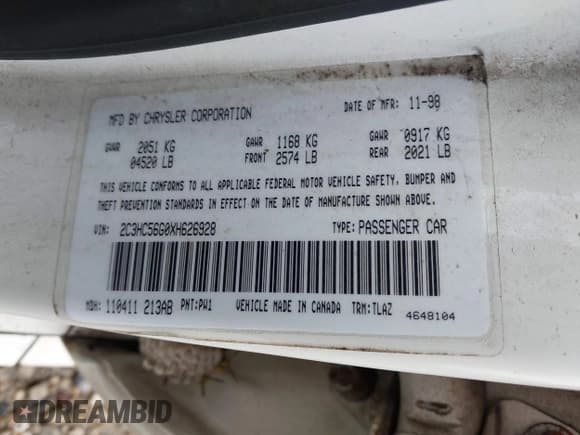 MFD BY CHRYSLER CORPORATION DATE OF MFR: 11-98
GVWR 2051 KG GAWR 1168 KG GAWR 0917 KG
04520 LB FRONT 2574 LB REAR 2021 LB
THIS VEHICLE CONFORMS TO ALL APPLICABLE FEDERAL MOTOR VEHICLE SAFETY, BUMPER AND
THEFT PREVENTION STANDARDS IN EFFECT ON THE DATE OF MANUFACTURE SHOWN ABOVE.
VIN: 2C3HC56G0XH626928 TYPE: PASSENGER CAR
MDH: 110411 213AB PNT: PW1 VEHICLE MADE IN CANADA TRM: TLAZ
4648104
DREAMBID